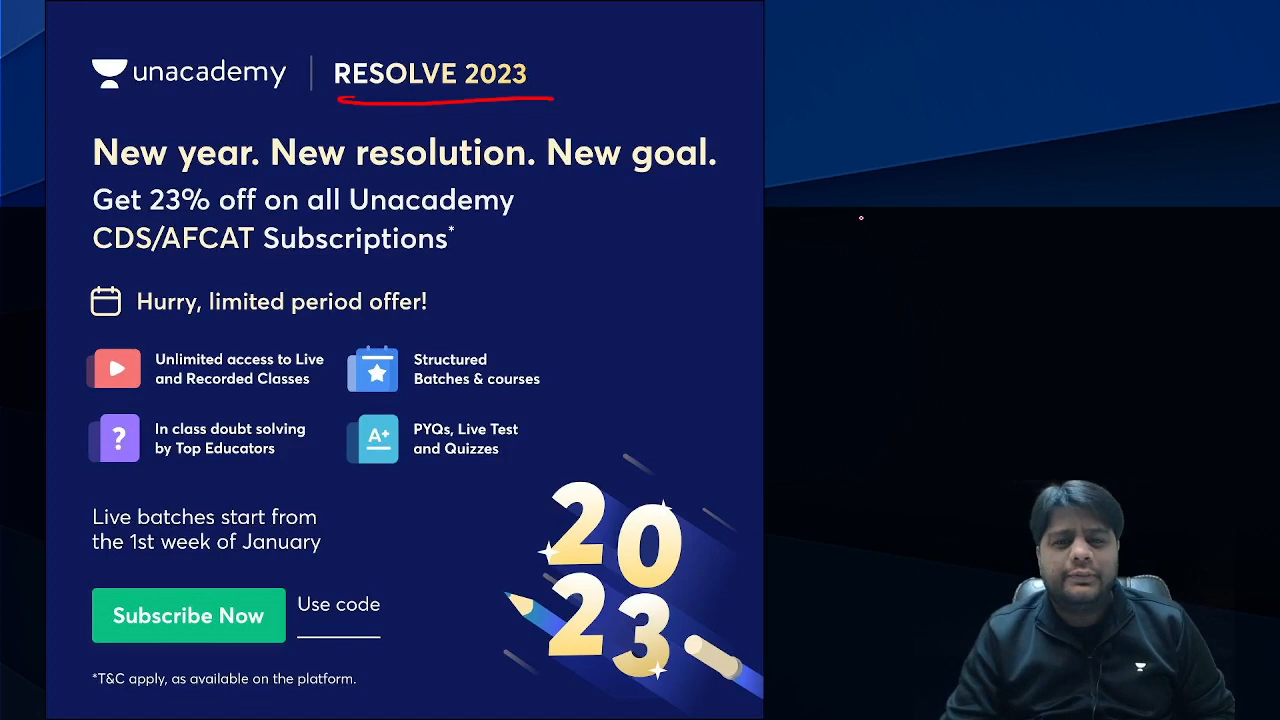 unacademy | RESOLVE 2023
New year. New resolution. New goal.
Get 23% off on all Unacademy
CDS/AFCAT Subscriptions*
Hurry, limited period offer!
Unlimited access to Live
and Recorded Classes
Structured
Batches & courses
?
In class doubt solving
by Top Educators
A+
PYQs, Live Test
and Quizzes
Live batches start from
the 1st week of January
20
23
Subscribe Now
Use code
*T&C apply, as available on the platform.